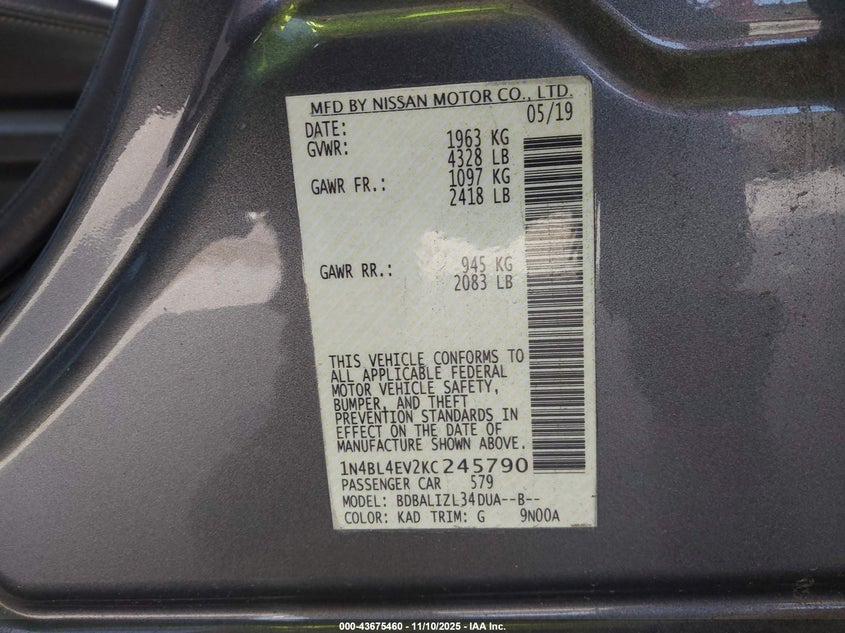 MFD BY NISSAN MOTOR CO., LTD.
DATE: 05/19
GVWR: 1963 KG
4328 LB
GAWR FR.: 1097 KG
2418 LB
GAWR RR.: 945 KG
2083 LB
THIS VEHICLE CONFORMS TO
ALL APPLICABLE FEDERAL
MOTOR VEHICLE SAFETY,
BUMPER, AND THEFT
PREVENTION STANDARDS IN
EFFECT ON THE DATE OF
MANUFACTURE SHOWN ABOVE.
1N4BL4EV2KC245790
PASSENGER CAR 579
MODEL: BDBALIZL34DUA--B--
COLOR: KAD TRIM: G 9N00A
000-43675460 - 11/10/2025 - IAA Inc.